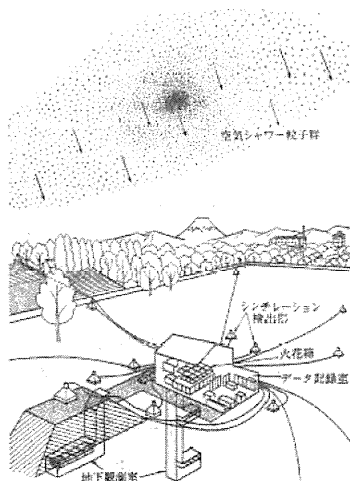 空気シャワー粒子群
シンチレーション
検出器
火花箱
データ記録室
地下観測室